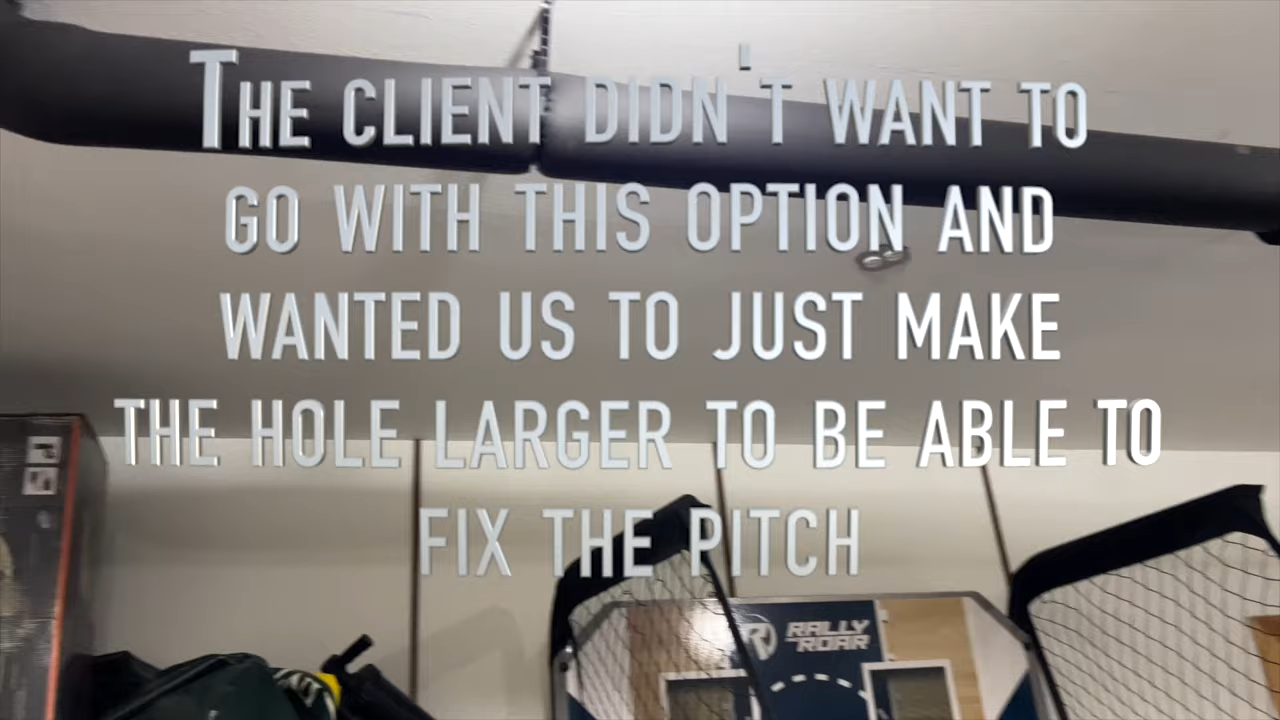 THE CLIENT DIDN'T WANT TO
GO WITH THIS OPTION AND
WANTED US TO JUST MAKE
THE HOLE LARGER TO BE ABLE TO
FIX THE PITCH
RALLY
AND
ROAR